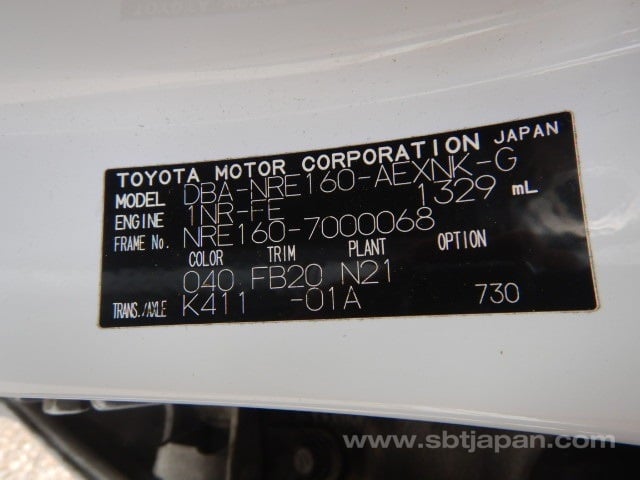 TOYOTA MOTOR CORPORATION JAPAN
MODEL DBA-NRE160-AEXNK-G
ENGINE 1NR-FE 1329 mL
FRAME No. NRE160-7000068
COLOR TRIM PLANT OPTION
040 FB20 N21
TRANS./AXLE K411 -01A 730
www.sbtjapan.com